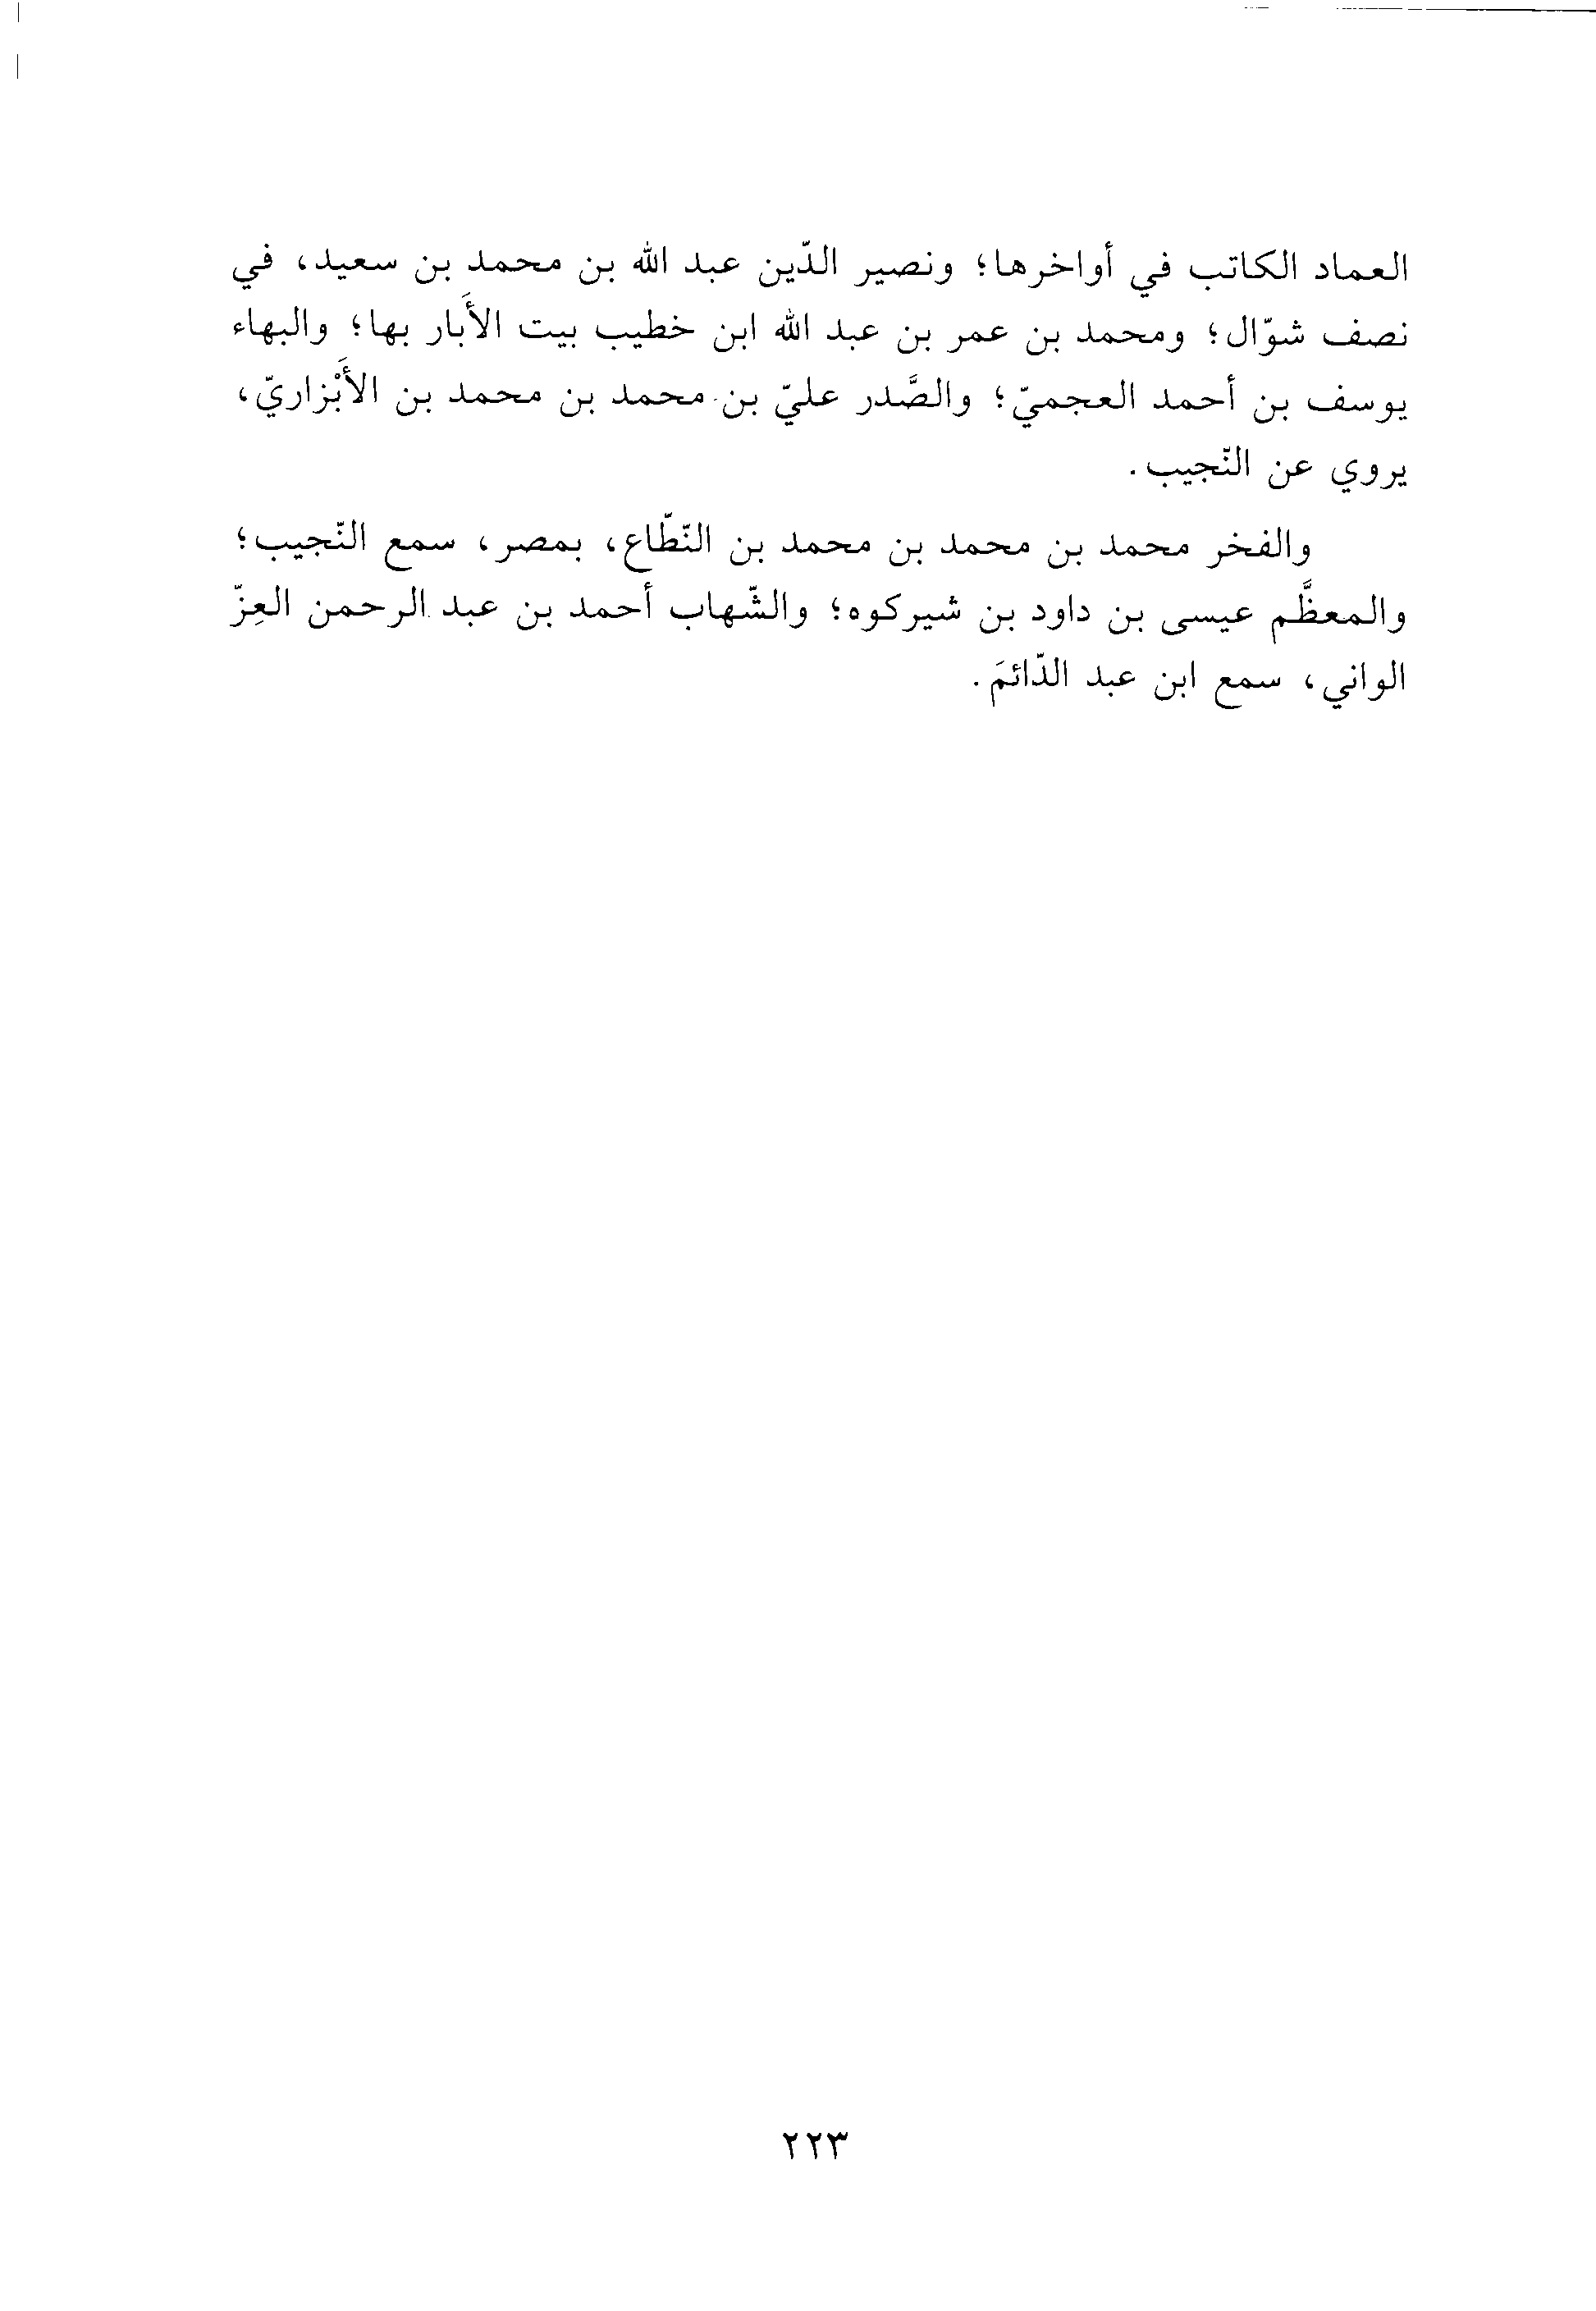 العماد الكاتب في أواخرها؛ ونصير الدّين عبد الله بن محمد بن سعيد، في
نصف شوّال؛ ومحمد بن عمر بن عبد الله ابن خطيب بيت الأَبار بها؛ والبهاء
يوسف بن أحمد العجميّ؛ والصَّدر عليّ بن محمد بن محمد بن الأَبْزاريّ،
يروي عن النّجيب.
والفخر محمد بن محمد بن محمد بن النّطّاع، بمصر، سمع النّجيب؛
والمعظَّم عيسى بن داود بن شيركوه؛ والشّهاب أحمد بن عبد الرحمن العِزّ
الواني، سمع ابن عبد الدّائمَ.
٢٢٣